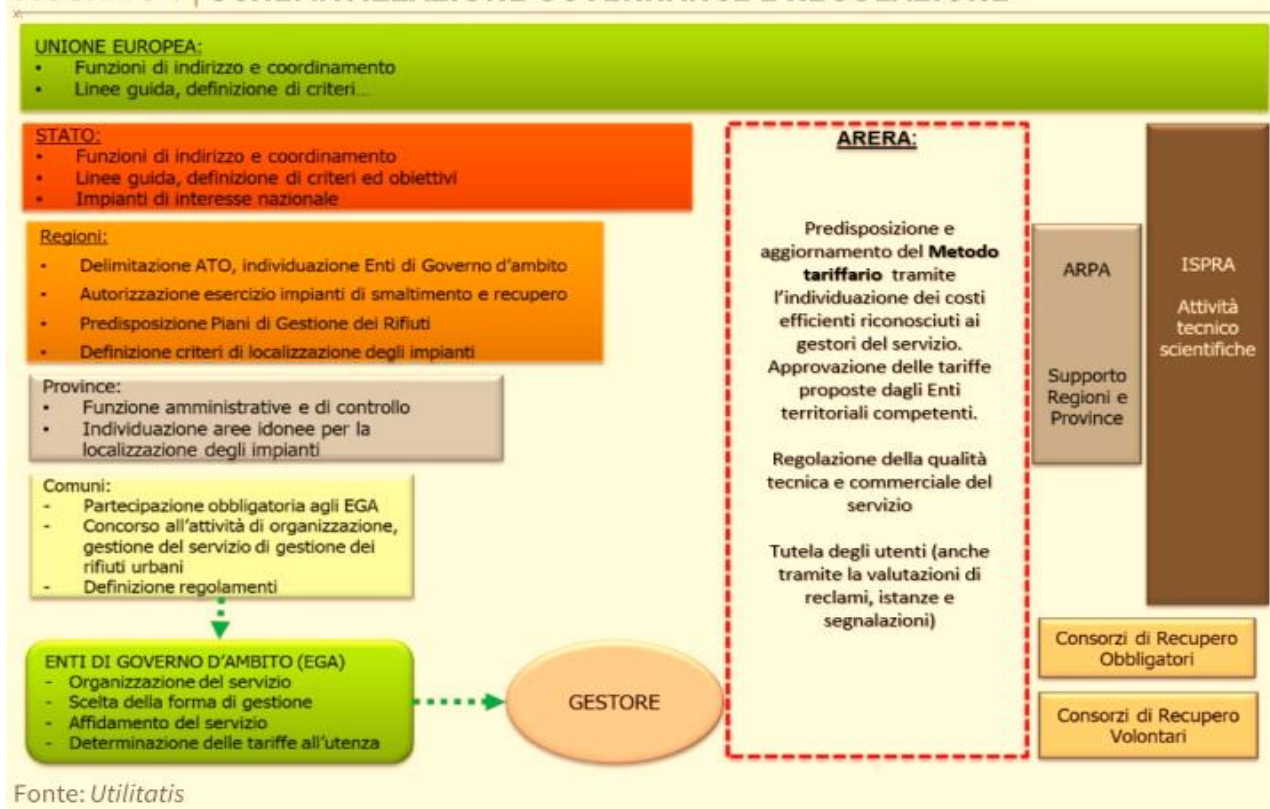 UNIONE EUROPEA:
• Funzioni di indirizzo e coordinamento
• Linee guida, definizione di criteri...
STATO:
• Funzioni di indirizzo e coordinamento
• Linee guida, definizione di criteri ed obiettivi
• Impianti di interesse nazionale
Regioni:
• Delimitazione ATO, individuazione Enti di Governo d'ambito
• Autorizzazione esercizio impianti di smaltimento e recupero
• Predisposizione Piani di Gestione dei Rifiuti
• Definizione criteri di localizzazione degli impianti
Province:
• Funzione amministrative e di controllo
• Individuazione aree idonee per la
localizzazione degli impianti
Comuni:
- Partecipazione obbligatoria agli EGA
- Concorso all'attività di organizzazione,
gestione del servizio di gestione dei
rifiuti urbani
- Definizione regolamenti
ENTI DI GOVERNO D'AMBITO (EGA)
- Organizzazione del servizio
- Scelta della forma di gestione
- Affidamento del servizio
- Determinazione delle tariffe all'utenza
GESTORE
ARERA:
Predisposizione e
aggiornamento del Metodo
tariffario tramite
l'individuazione dei costi
efficienti riconosciuti ai
gestori del servizio.
Approvazione delle tariffe
proposte dagli Enti
territoriali competenti.
Regolazione della qualità
tecnica e commerciale del
servizio
Tutela degli utenti (anche
tramite la valutazioni di
reclami, istanze e
segnalazioni)
ARPA
Supporto
Regioni e
Province
ISPRA
Attività
tecnico
scientifiche
Consorzi di Recupero
Obbligatori
Consorzi di Recupero
Volontari
Fonte: Utilitatis